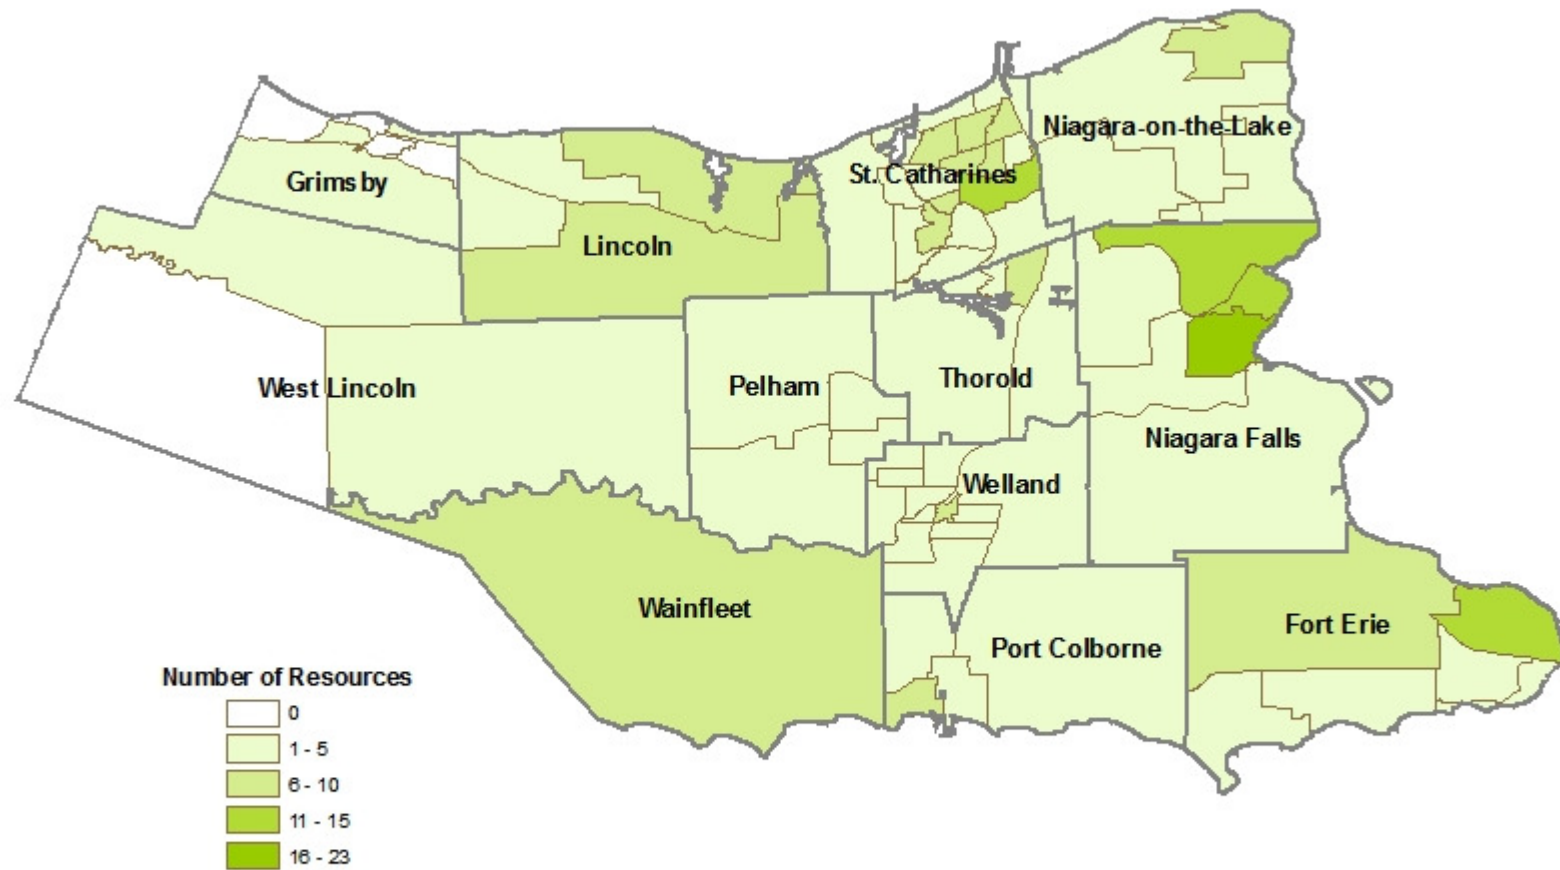 Niagara-on-the-Lake
St. Catharines
Grimsby
Lincoln
West Lincoln
Pelham
Thorold
Niagara Falls
Welland
Wainfleet
Fort Erie
Port Colborne
Number of Resources
0
1 - 5
6 - 10
11 - 15
16 - 23